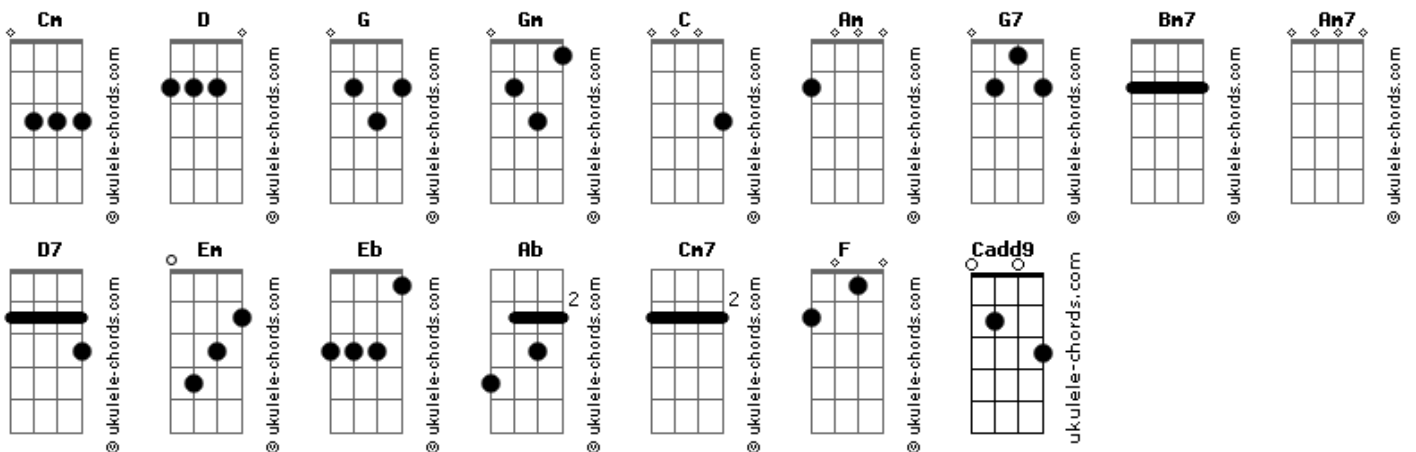 Cm D G Gm C Am G7 Bm7 Am7
© ukulele-chords.com © ukulele-chords.com © ukulele-chords.com © ukulele-chords.com © ukulele-chords.com © ukulele-chords.com © ukulele-chords.com © ukulele-chords.com © ukulele-chords.com
D7 Em Eb Ab Cm7 F Cadd9
2 2
© ukulele-chords.com © ukulele-chords.com © ukulele-chords.com © ukulele-chords.com © ukulele-chords.com © ukulele-chords.com ukulele-chords.com